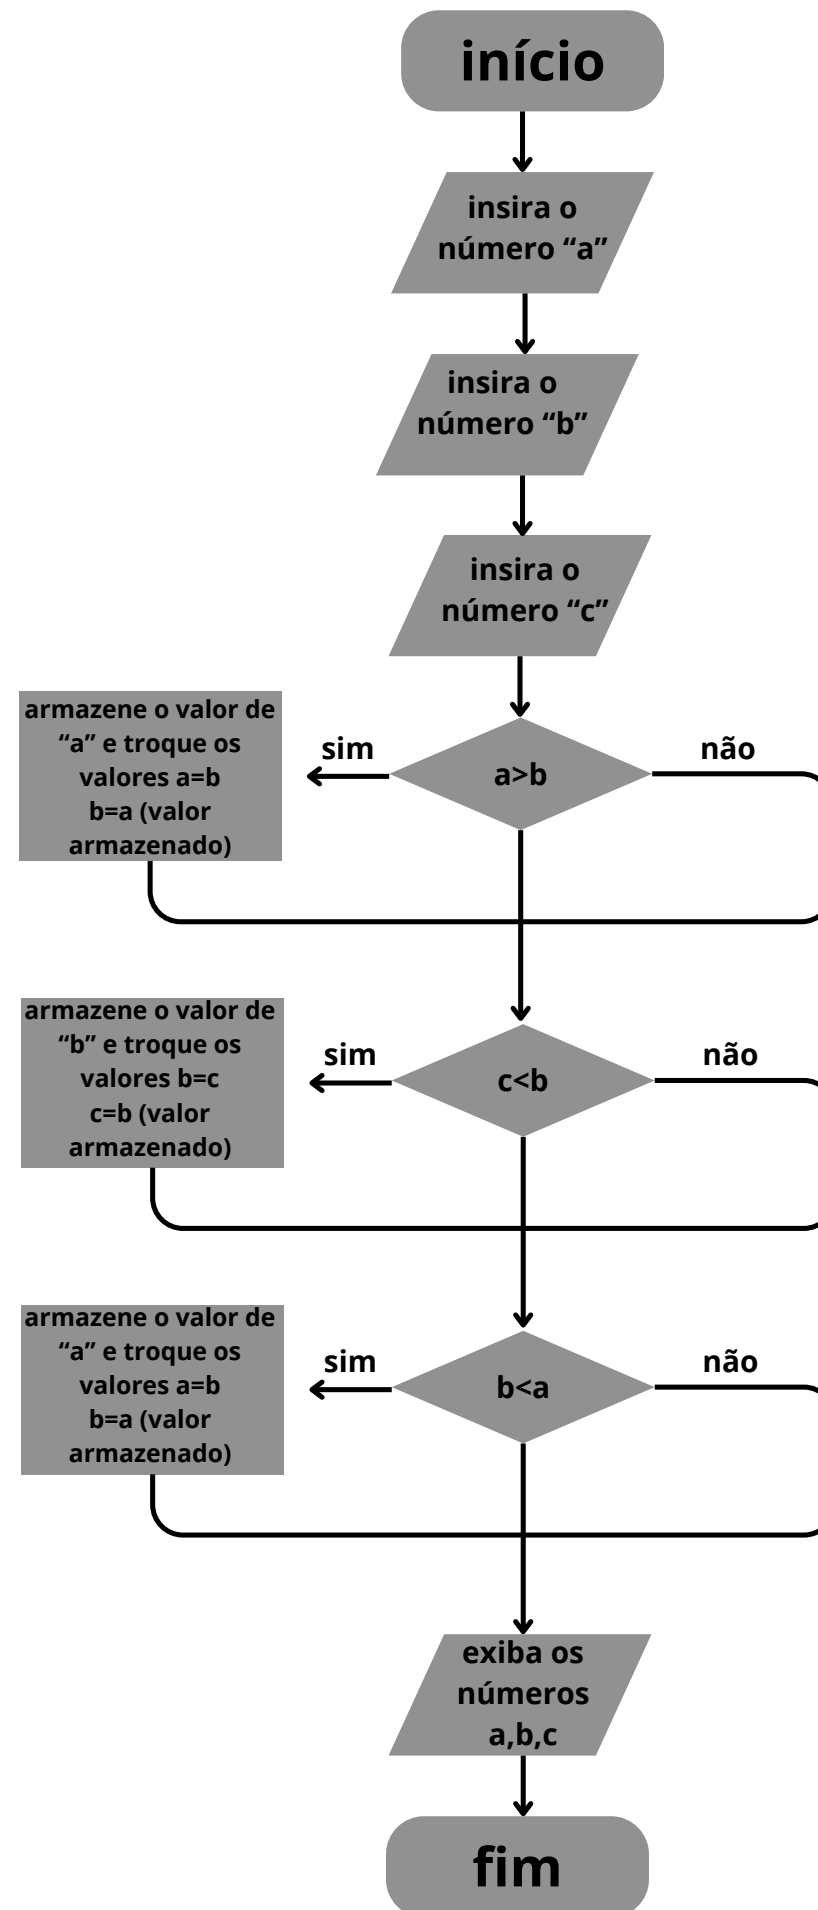 início
insira o
número “a”
insira o
número “b”
insira o
número “c”
armazene o valor de
“a” e troque os
valores a=b
b=a (valor
armazenado)
sim
a>b
não
armazene o valor de
“b” e troque os
valores b=c
c=b (valor
armazenado)
sim
c<b
não
armazene o valor de
“a” e troque os
valores a=b
b=a (valor
armazenado)
sim
b<a
não
exiba os
números
a,b,c
fim